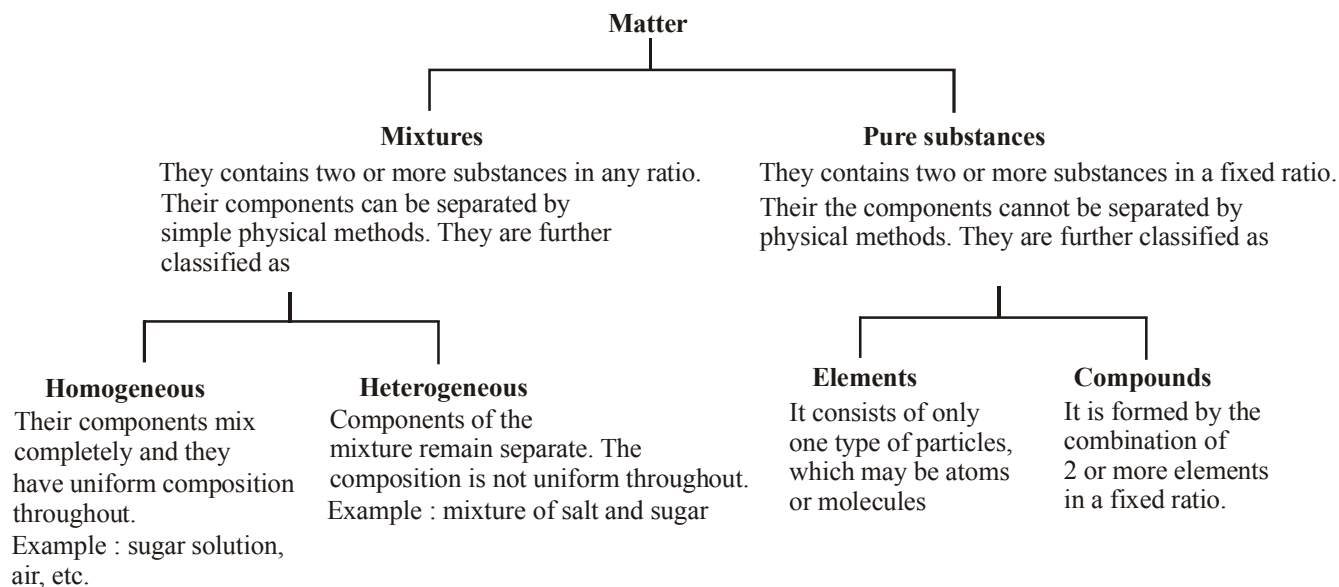 Matter
Mixtures
They contains two or more substances in any ratio.
Their components can be separated by
simple physical methods. They are further
classified as
Pure substances
They contains two or more substances in a fixed ratio.
Their the components cannot be separated by
physical methods. They are further classified as
Homogeneous
Their components mix
completely and they
have uniform composition
throughout.
Example : sugar solution,
air, etc.
Heterogeneous
Components of the
mixture remain separate. The
composition is not uniform throughout.
Example : mixture of salt and sugar
Elements
It consists of only
one type of particles,
which may be atoms
or molecules
Compounds
It is formed by the
combination of
2 or more elements
in a fixed ratio.